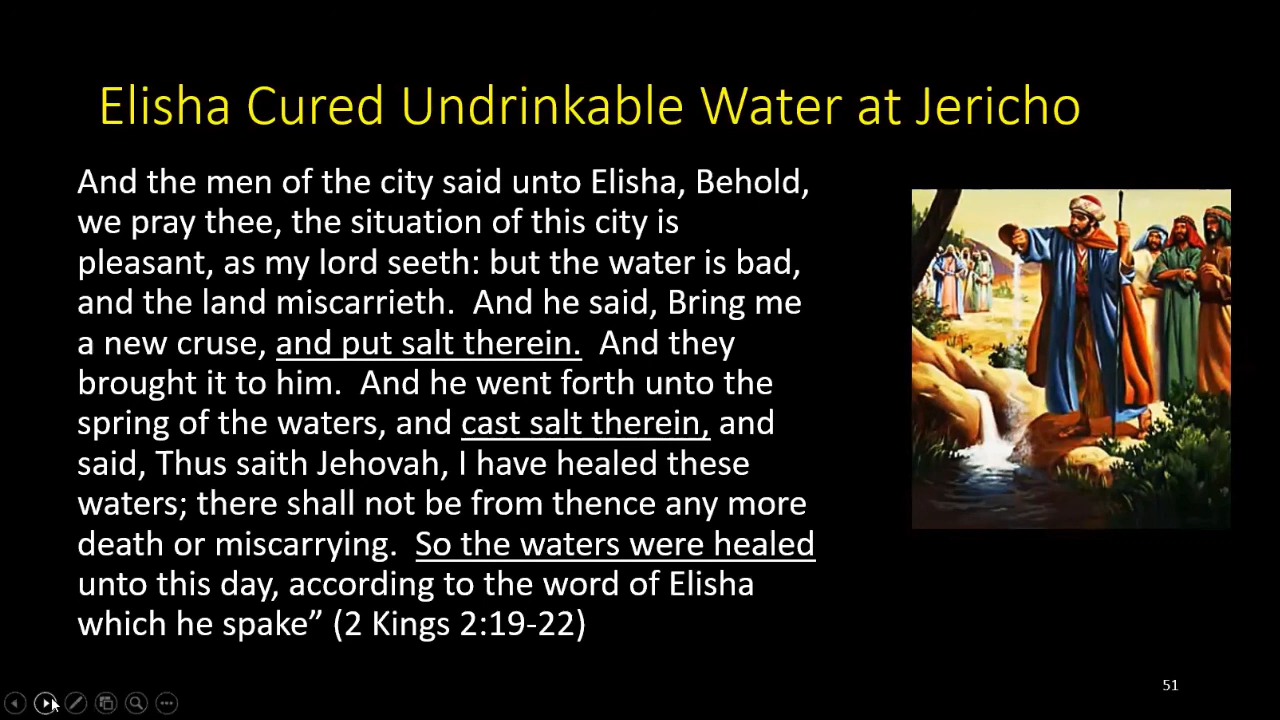 Elisha Cured Undrinkable Water at Jericho
And the men of the city said unto Elisha, Behold,
we pray thee, the situation of this city is
pleasant, as my lord seeth: but the water is bad,
and the land miscarrieth.  And he said, Bring me
a new cruse, and put salt therein.  And they
brought it to him.  And he went forth unto the
spring of the waters, and cast salt therein, and
said, Thus saith Jehovah, I have healed these
waters; there shall not be from thence any more
death or miscarrying.  So the waters were healed
unto this day, according to the word of Elisha
which he spake” (2 Kings 2:19-22)
51